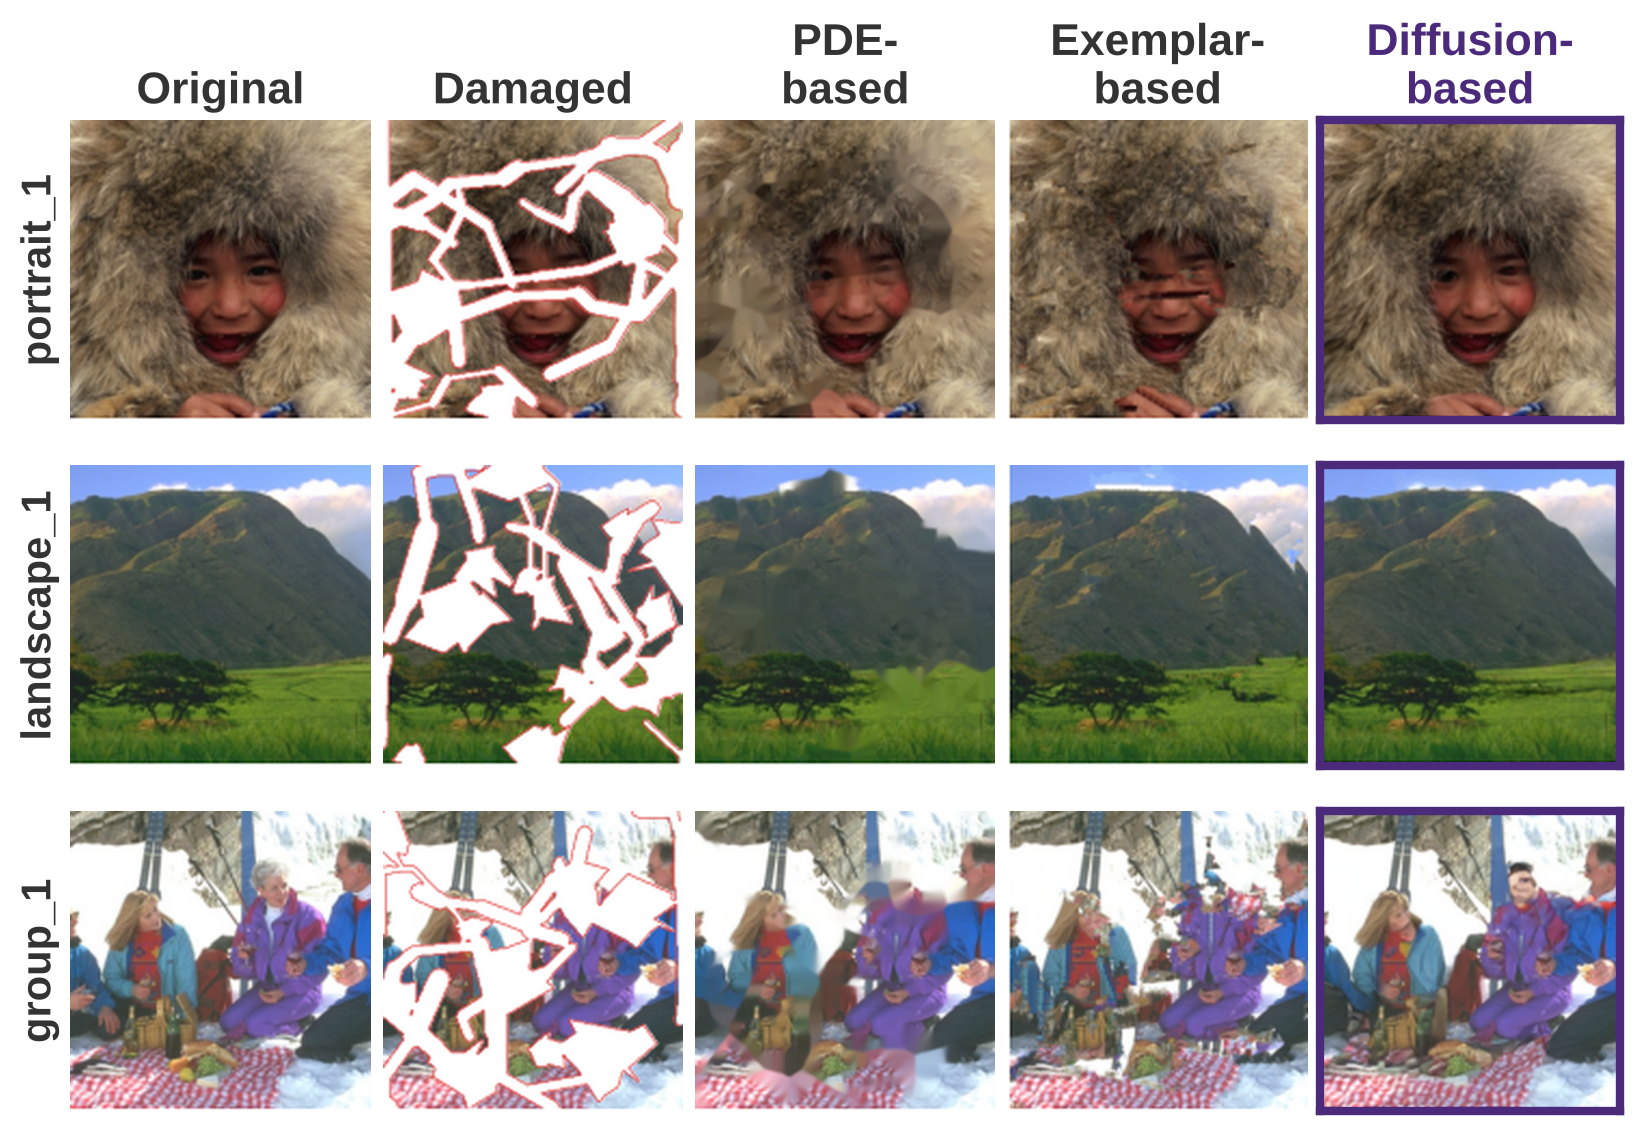 Original
Damaged
PDE-
based
Exemplar-
based
Diffusion-
based
portrait_1
landscape_1
group_1